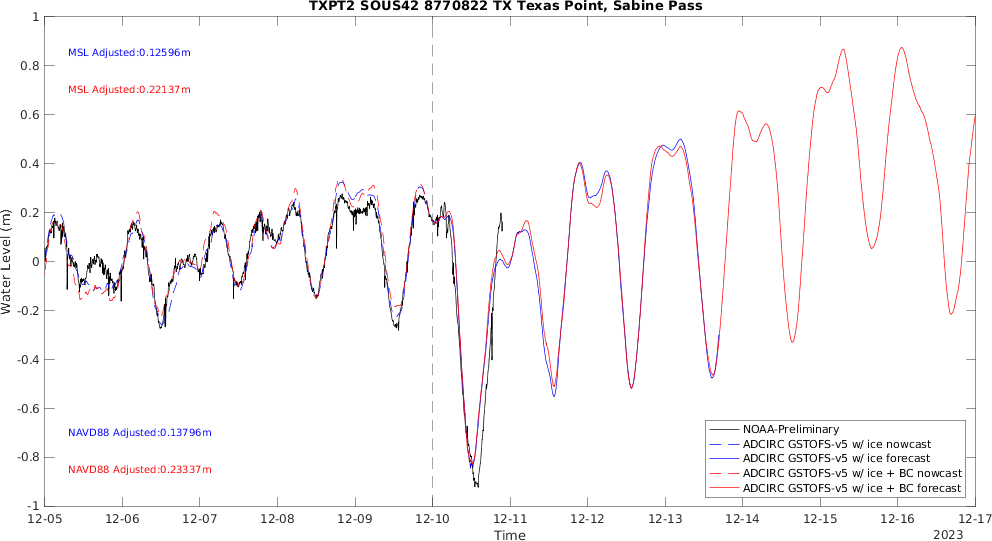 TXPT2 SOUS42 8770822 TX Texas Point, Sabine Pass
MSL Adjusted:0.12596m
MSL Adjusted:0.22137m
NAVD88 Adjusted:0.13796m
NAVD88 Adjusted:0.23337m
Water Level (m)
1
0.8
0.6
0.4
0.2
0
-0.2
-0.4
-0.6
-0.8
-1
NOAA-Preliminary
ADCIRC GSTOFS-v5 w/ ice nowcast
ADCIRC GSTOFS-v5 w/ ice forecast
ADCIRC GSTOFS-v5 w/ ice + BC nowcast
ADCIRC GSTOFS-v5 w/ ice + BC forecast
12-05 12-06 12-07 12-08 12-09 12-10 12-11 12-12 12-13 12-14 12-15 12-16 12-17
Time
2023